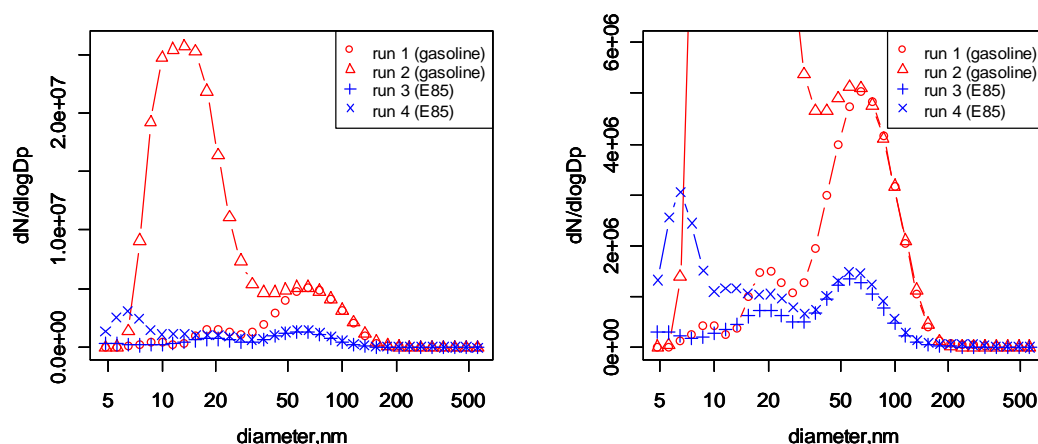 run 1 (gasoline)
run 2 (gasoline)
run 3 (E85)
run 4 (E85)
dN/dlogDp
2.0e+07
1.0e+07
0.0e+00
5 10 20 50 100 200 500
diameter,nm
run 1 (gasoline)
run 2 (gasoline)
run 3 (E85)
run 4 (E85)
dN/dlogDp
6e+06
4e+06
2e+06
0e+00
5 10 20 50 100 200 500
diameter,nm